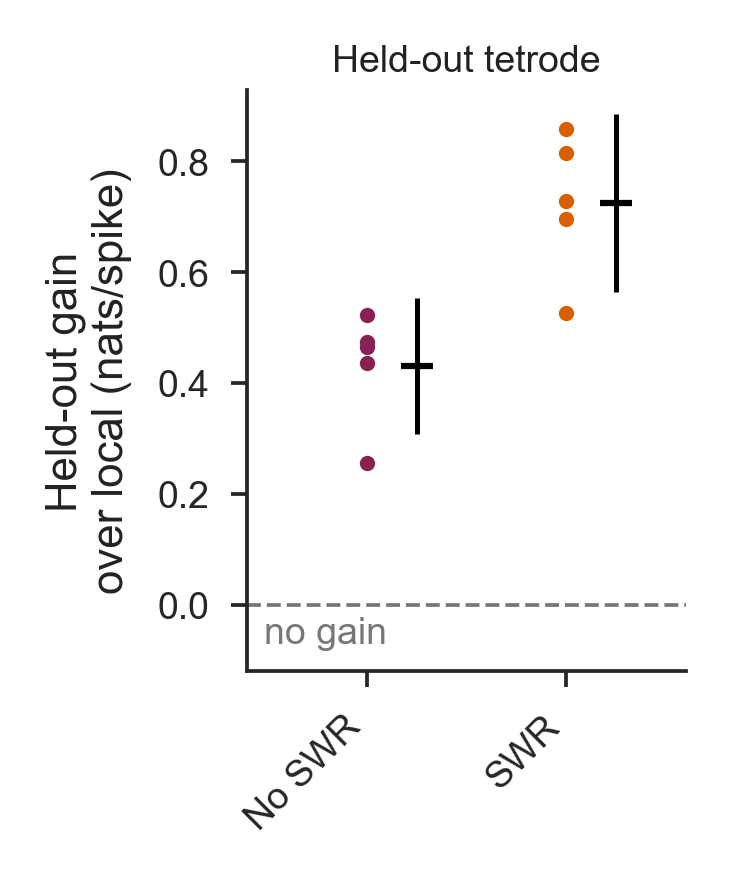 Held-out tetrode
Held-out gain
over local (nats/spike)
0.8
0.6
0.4
0.2
0.0
no gain
No SWR
SWR